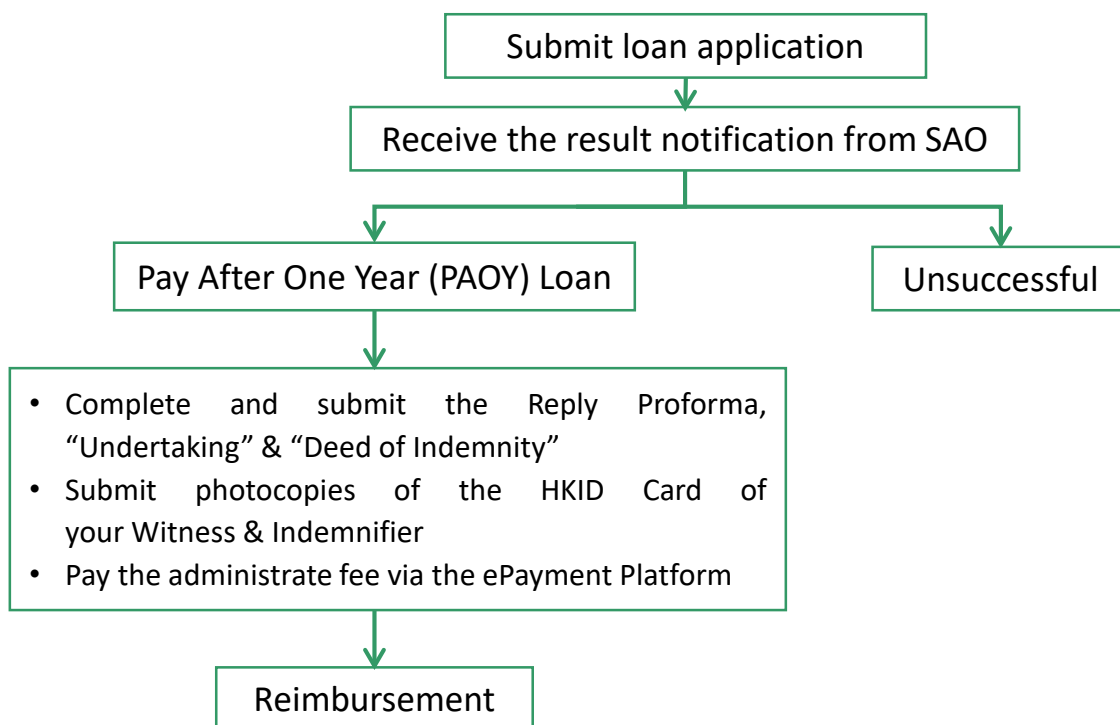 Submit loan application
Receive the result notification from SAO
Pay After One Year (PAOY) Loan
Unsuccessful
• Complete and submit the Reply Proforma,
“Undertaking” & “Deed of Indemnity”
• Submit photocopies of the HKID Card of
your Witness & Indemnifier
• Pay the administrate fee via the ePayment Platform
Reimbursement